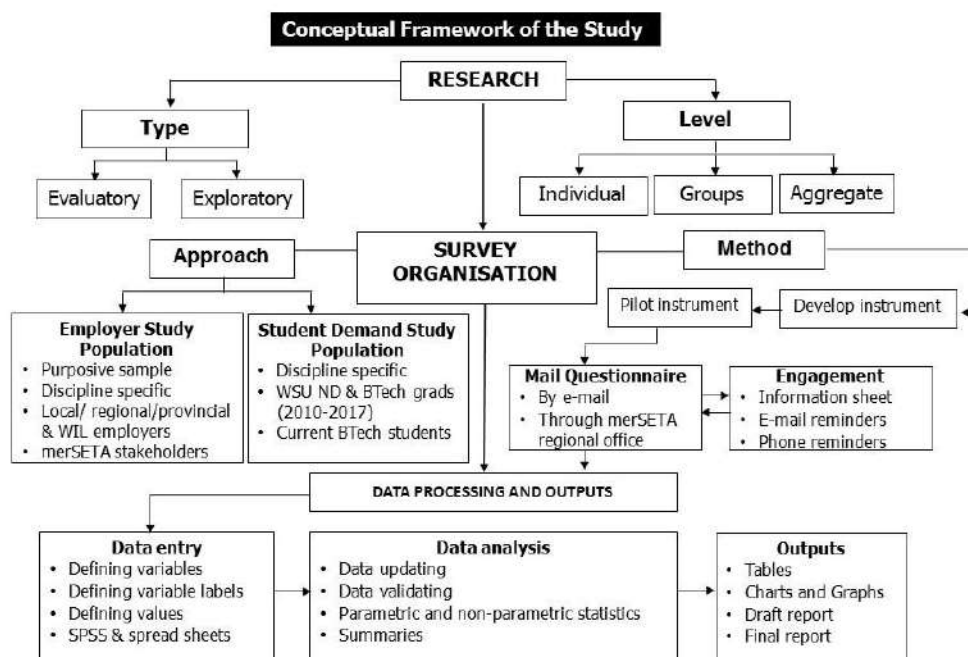 Conceptual Framework of the Study
RESEARCH
Type
Level
Evaluatory
Exploratory
Individual
Groups
Aggregate
Approach
SURVEY
ORGANISATION
Method
Pilot instrument
Develop instrument
Employer Study
Population
• Purposive sample
• Discipline specific
• Local/ regional/provincial
& WIL employers
• merSETA stakeholders
Student Demand Study
Population
• Discipline specific
• WSU ND & BTech grads
(2010-2017)
• Current BTech students
Mail Questionnaire
• By e-mail
• Through merSETA
regional office
Engagement
• Information sheet
• E-mail reminders
• Phone reminders
DATA PROCESSING AND OUTPUTS
Data entry
• Defining variables
• Defining variable labels
• Defining values
• SPSS & spread sheets
Data analysis
• Data updating
• Data validating
• Parametric and non-parametric statistics
• Summaries
Outputs
• Tables
• Charts and Graphs
• Draft report
• Final report